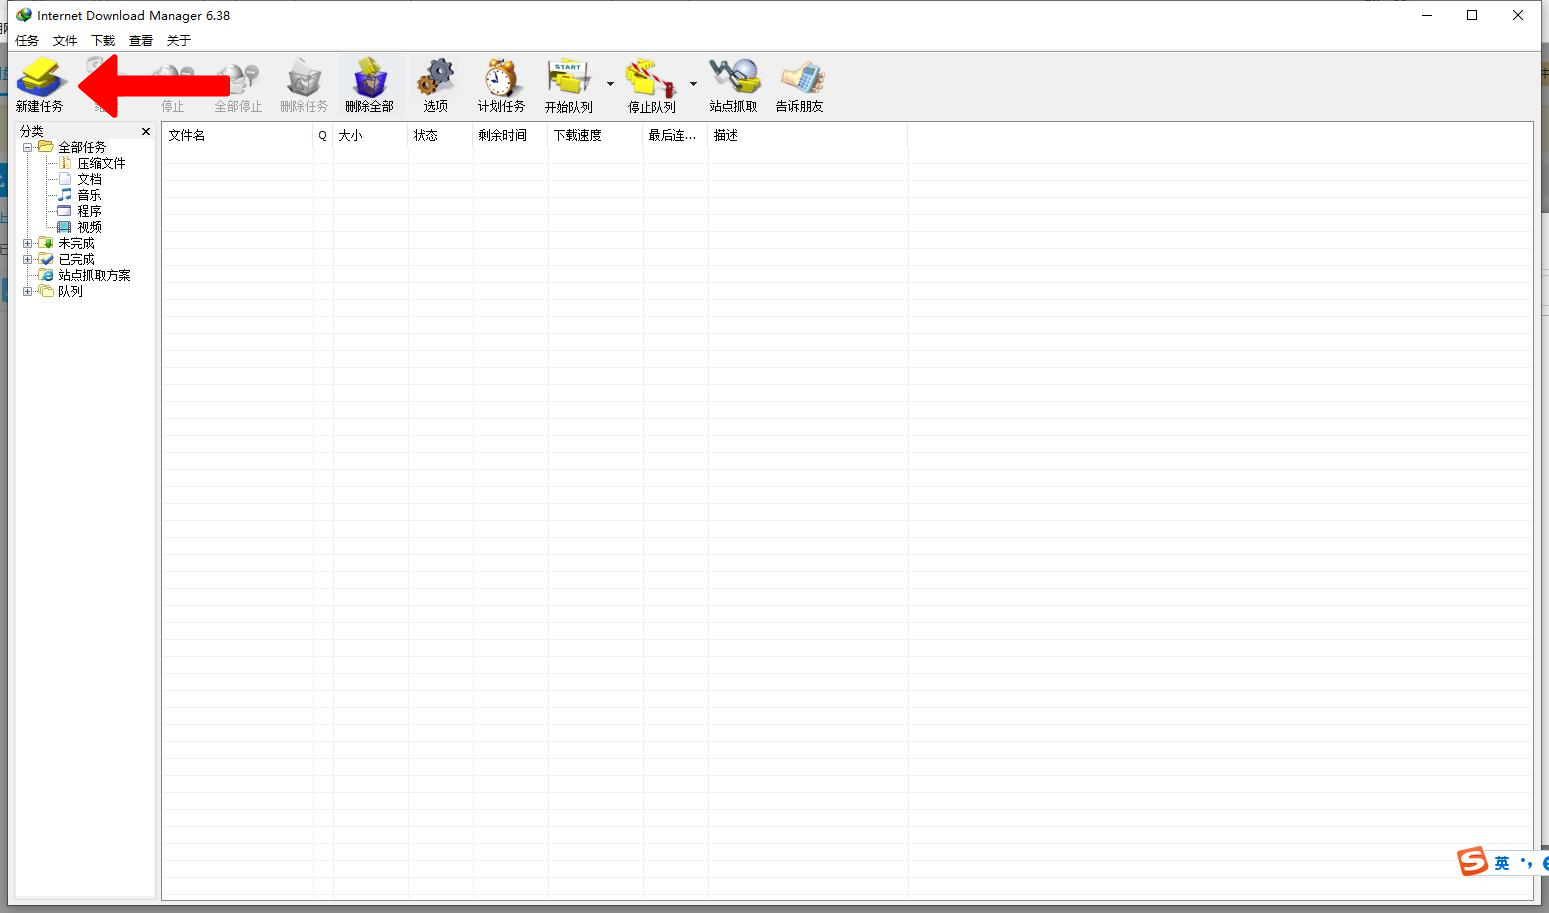 Internet Download Manager 6.38
任务 文件 下载 查看 关于
新建任务 停止 全部停止 删除任务 删除全部 选项 计划任务 开始队列 停止队列 站点抓取 告诉朋友
START
分类
文件名 Q 大小 状态 剩余时间 下载速度 最后连... 描述
全部任务
压缩文件
文档
音乐
程序
视频
未完成
已完成
站点抓取方案
队列
S 英